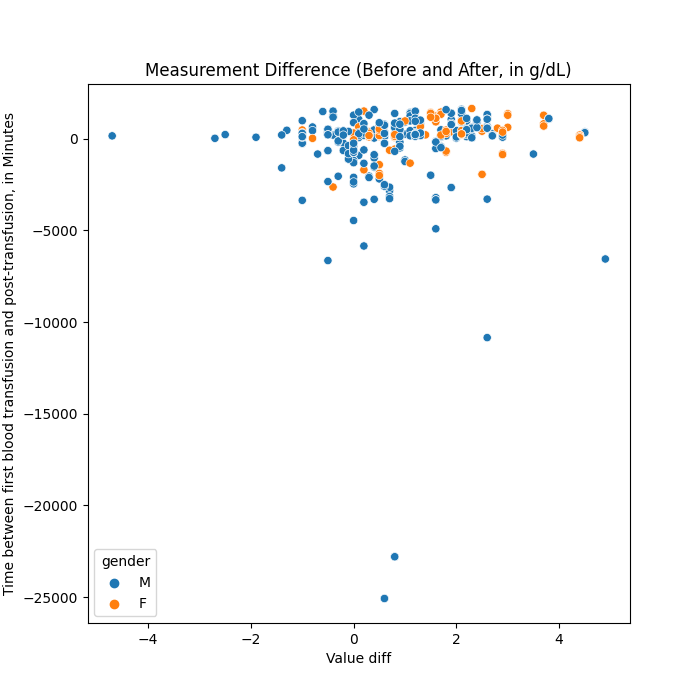 Measurement Difference (Before and After, in g/dL)
Time between first blood transfusion and post-transfusion, in Minutes
0
−5000
−10000
−15000
−20000
−25000
gender
M
F
−4
−2
0
2
4
Value diff